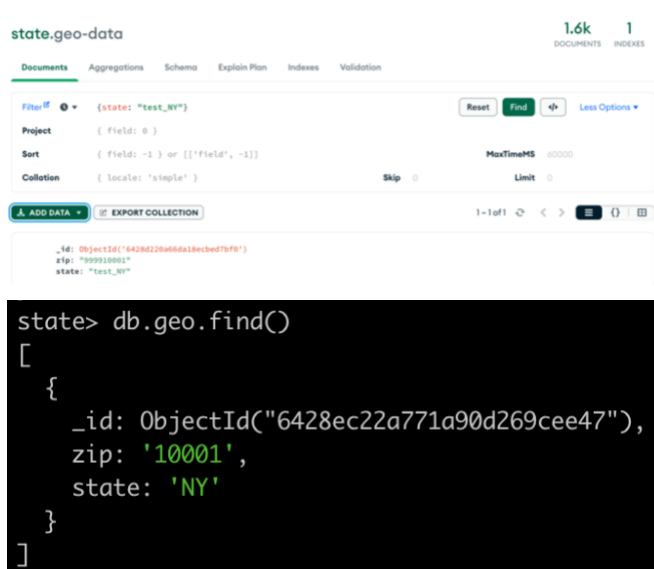 state.geo-data
1.6k 1
DOCUMENTS INDEXES
Documents Aggregations Schema Explain Plan Indexes Validation
Filter {state: "test_NY"} Reset Find </> Less Options
Project { field: 0 }
Sort { field: -1 } or [['field', -1]] MaxTimeMS 60000
Collation { locale: 'simple' } Skip 0 Limit 0
ADD DATA EXPORT COLLECTION 1-1of1 {}
_id: ObjectId('6428d220a66da18ecbed7bf0')
zip: "999910001"
state: "test_NY"
state> db.geo.find()
[
{
_id: ObjectId("6428ec22a771a90d269cee47"),
zip: '10001',
state: 'NY'
}
]